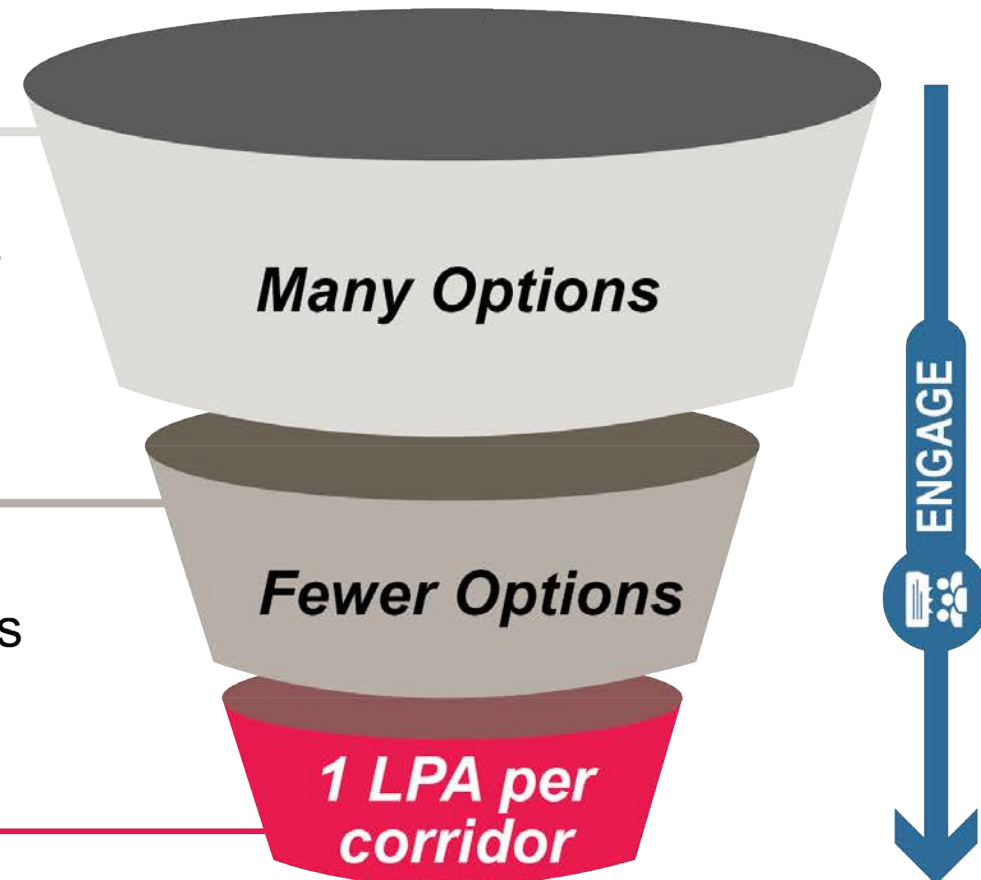 Many Options
ENGAGE
Fewer Options
s
1 LPA per
corridor